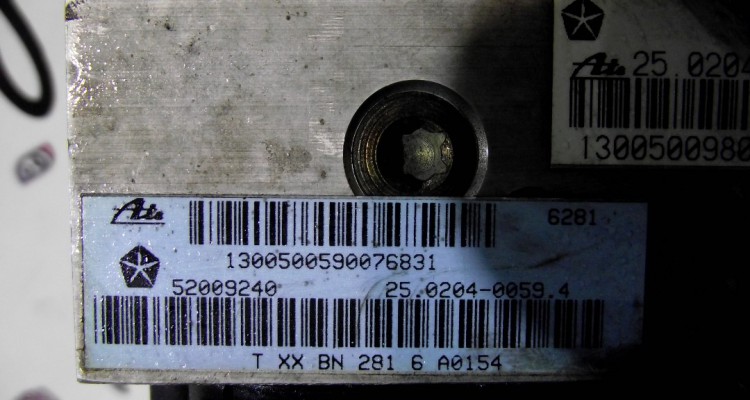 Ate 25.0204
1300500980
Ate 6281
1300500590076831
52009240 25.0204-0059.4
T XX BN 281 6 A0154